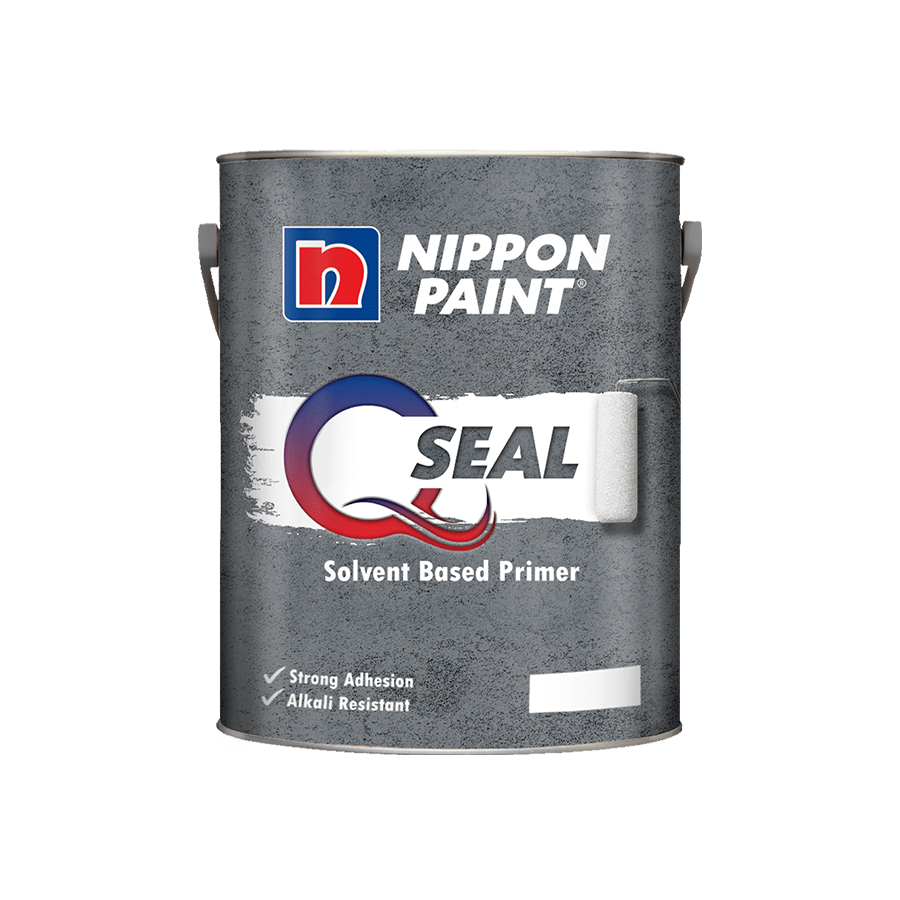 n
NIPPON
PAINT®
Q
SEAL
Solvent Based Primer
Strong Adhesion
Alkali Resistant